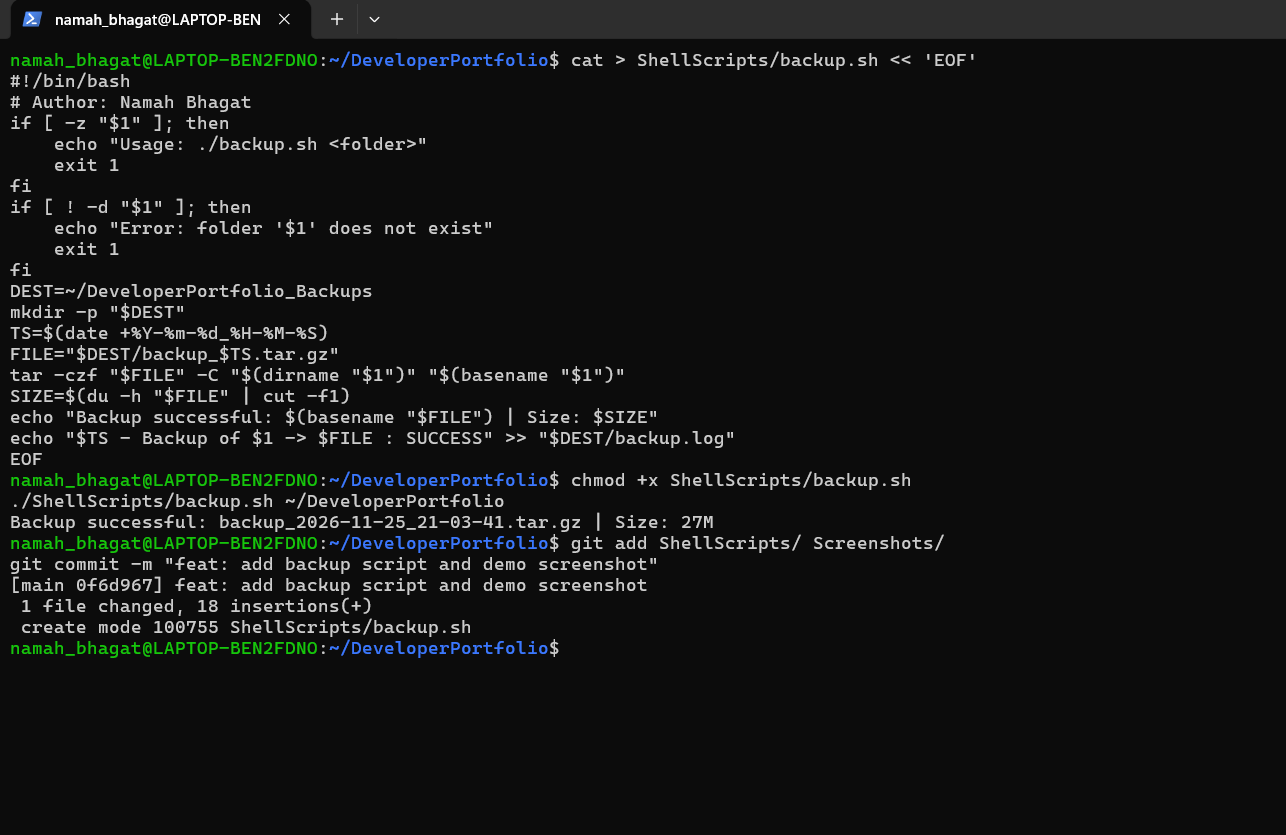 namah_bhagat@LAPTOP-BEN
namah_bhagat@LAPTOP-BEN2FDNO:~/DeveloperPortfolio$ cat > ShellScripts/backup.sh << 'EOF'
#!/bin/bash
# Author: Namah Bhagat
if [ -z "$1" ]; then
    echo "Usage: ./backup.sh <folder>"
    exit 1
fi
if [ ! -d "$1" ]; then
    echo "Error: folder '$1' does not exist"
    exit 1
fi
DEST=~/DeveloperPortfolio_Backups
mkdir -p "$DEST"
TS=$(date +%Y-%m-%d_%H-%M-%S)
FILE="$DEST/backup_$TS.tar.gz"
tar -czf "$FILE" -C "$(dirname "$1")" "$(basename "$1")"
SIZE=$(du -h "$FILE" | cut -f1)
echo "Backup successful: $(basename "$FILE") | Size: $SIZE"
echo "$TS - Backup of $1 -> $FILE : SUCCESS" >> "$DEST/backup.log"
EOF
namah_bhagat@LAPTOP-BEN2FDNO:~/DeveloperPortfolio$ chmod +x ShellScripts/backup.sh
./ShellScripts/backup.sh ~/DeveloperPortfolio
Backup successful: backup_2026-11-25_21-03-41.tar.gz | Size: 27M
namah_bhagat@LAPTOP-BEN2FDNO:~/DeveloperPortfolio$ git add ShellScripts/ Screenshots/
git commit -m "feat: add backup script and demo screenshot"
[main 0f6d967] feat: add backup script and demo screenshot
 1 file changed, 18 insertions(+)
 create mode 100755 ShellScripts/backup.sh
namah_bhagat@LAPTOP-BEN2FDNO:~/DeveloperPortfolio$